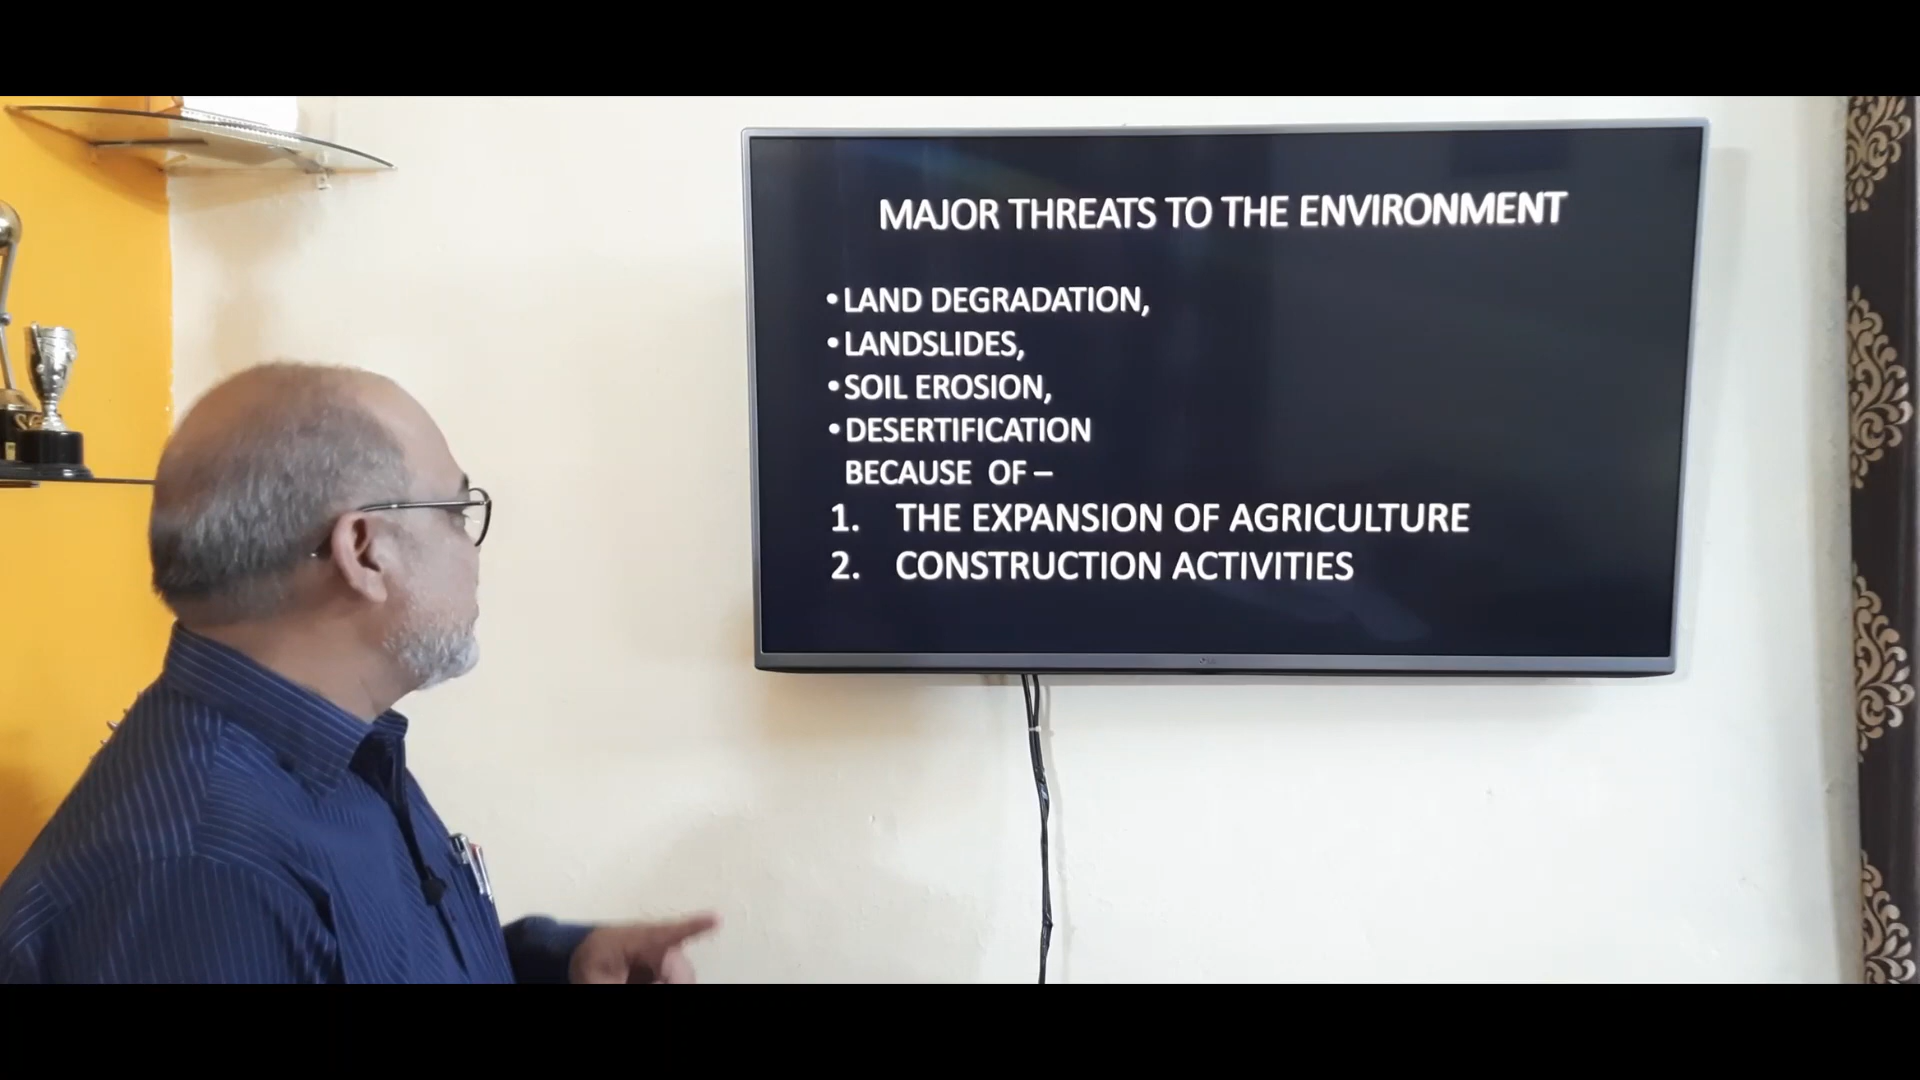 MAJOR THREATS TO THE ENVIRONMENT
• LAND DEGRADATION,
• LANDSLIDES,
• SOIL EROSION,
• DESERTIFICATION
BECAUSE OF –
1. THE EXPANSION OF AGRICULTURE
2. CONSTRUCTION ACTIVITIES